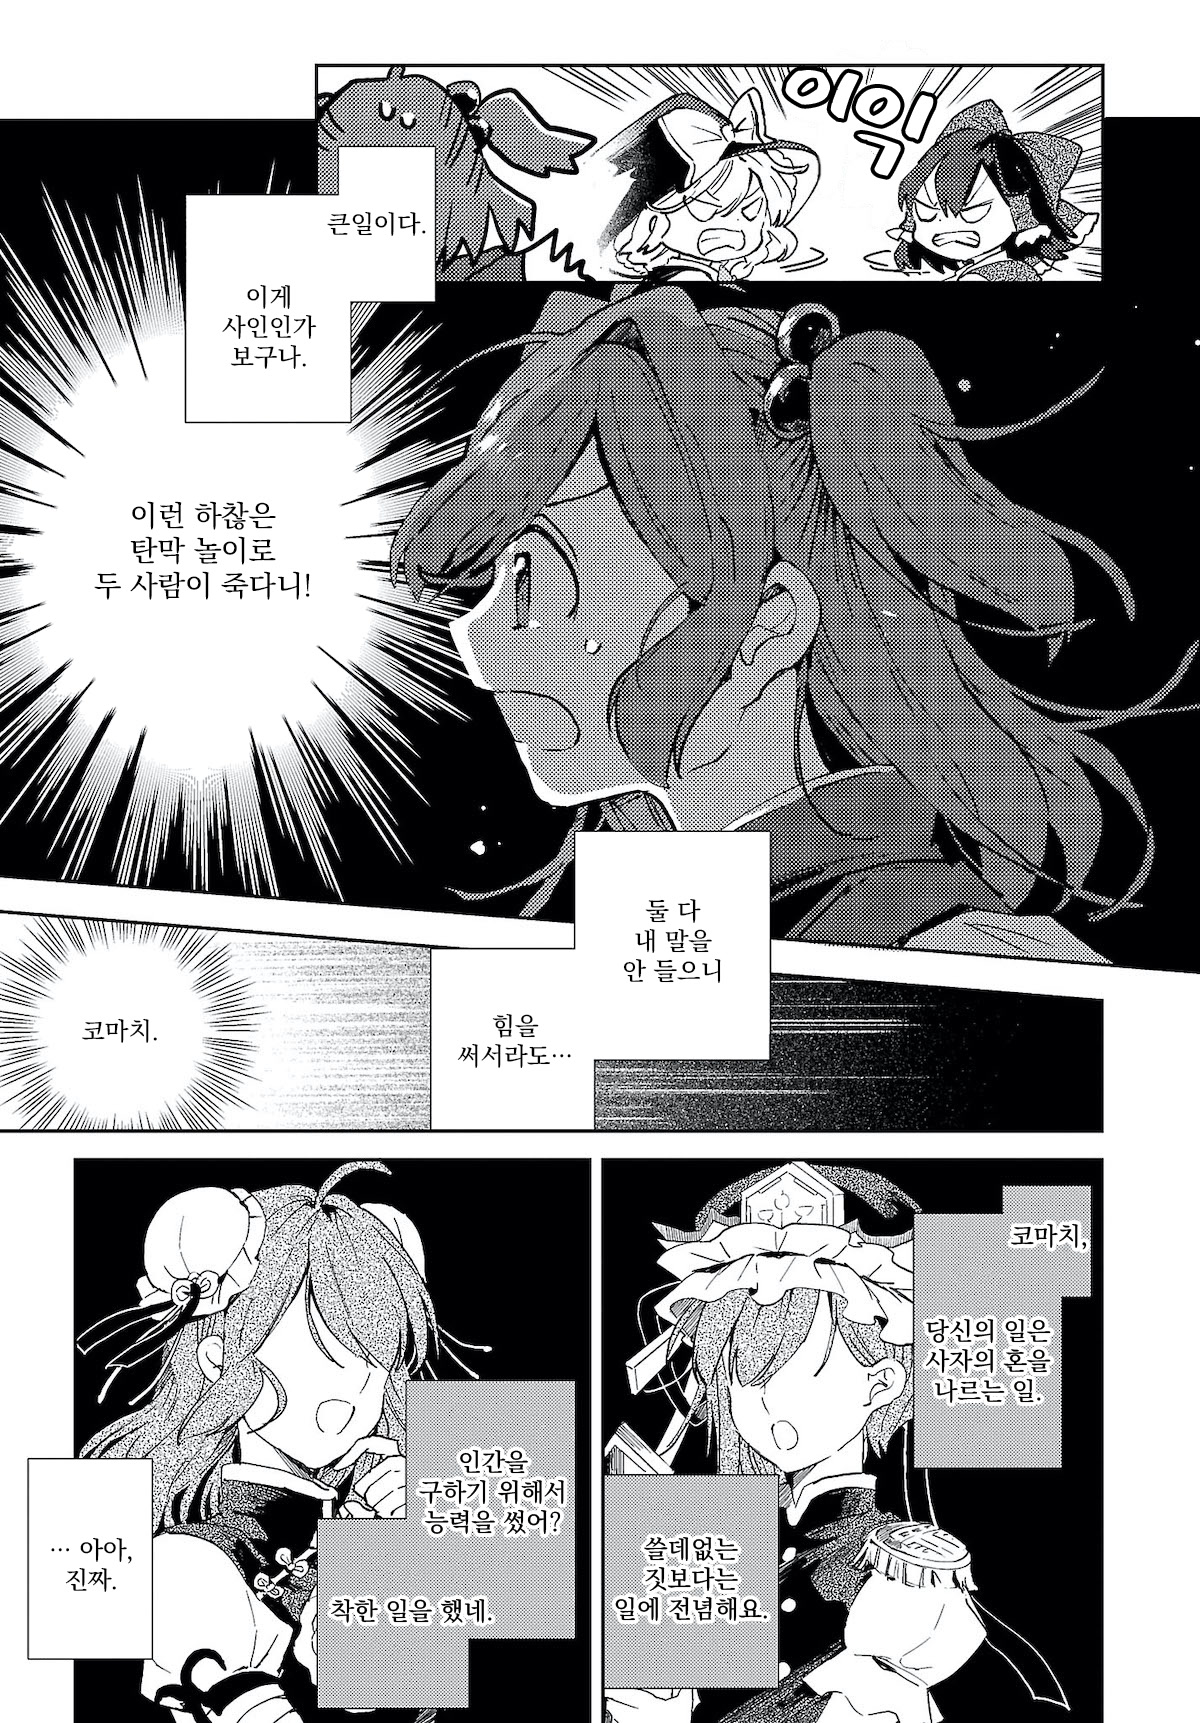 이익
큰일이다.
이게
사인인가
보구나.
이런 하찮은
탄막 놀이로
두 사람이 죽다니!
둘 다
내 말을
안 들으니
힘을
써서라도…
코마치.
코마치,
당신의 일은
사자의 혼을
나르는 일.
쓸데없는
짓보다는
일에 전념해요.
인간을
구하기 위해서
능력을 썼어?
착한 일을 했네.
… 아아,
진짜.